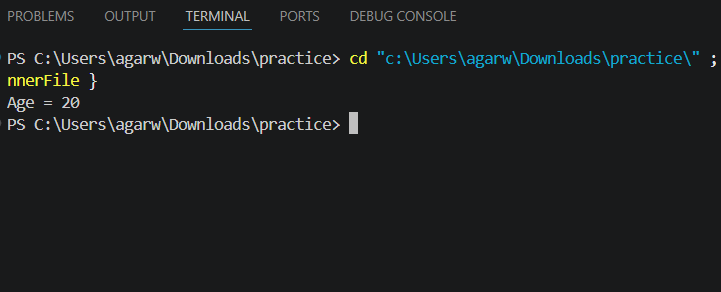 PROBLEMS OUTPUT TERMINAL PORTS DEBUG CONSOLE
PS C:\Users\agarw\Downloads\practice> cd "c:\Users\agarw\Downloads\practice\" ;
nnerFile }
Age = 20
PS C:\Users\agarw\Downloads\practice>